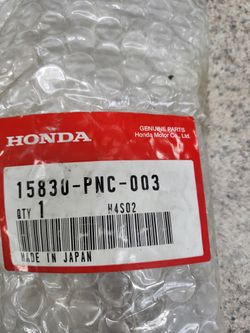 HONDA
GENUINE PARTS
Honda Motor Co., Ltd.
15830-PNC-003
QTY 1 H4S02
MADE IN JAPAN